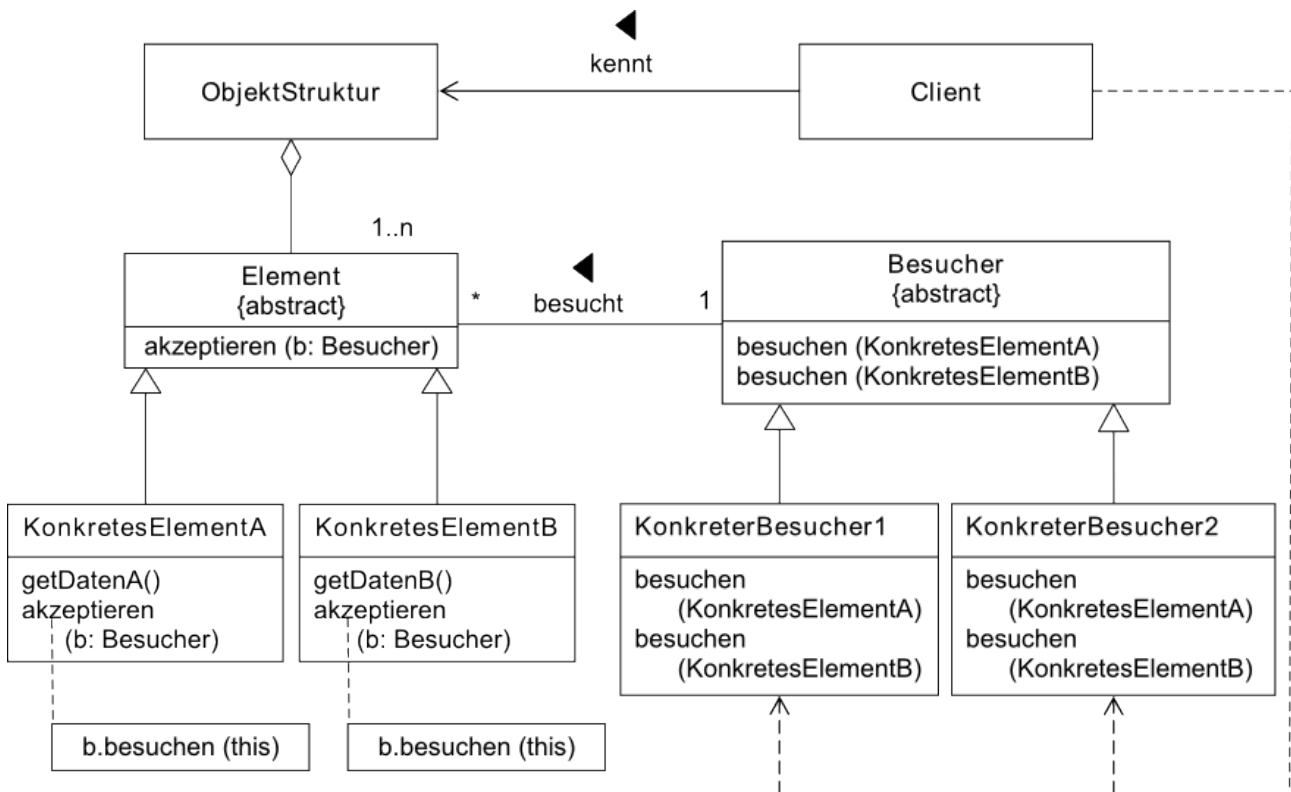 kennt
ObjektStruktur
Client
1..n
Element
{abstract}
akzeptieren (b: Besucher)
*
besucht
1
Besucher
{abstract}
besuchen (KonkretesElementA)
besuchen (KonkretesElementB)
KonkretesElementA
getDatenA()
akzeptieren
(b: Besucher)
KonkretesElementB
getDatenB()
akzeptieren
(b: Besucher)
KonkreterBesucher1
besuchen
(KonkretesElementA)
besuchen
(KonkretesElementB)
KonkreterBesucher2
besuchen
(KonkretesElementA)
besuchen
(KonkretesElementB)
b.besuchen (this)
b.besuchen (this)